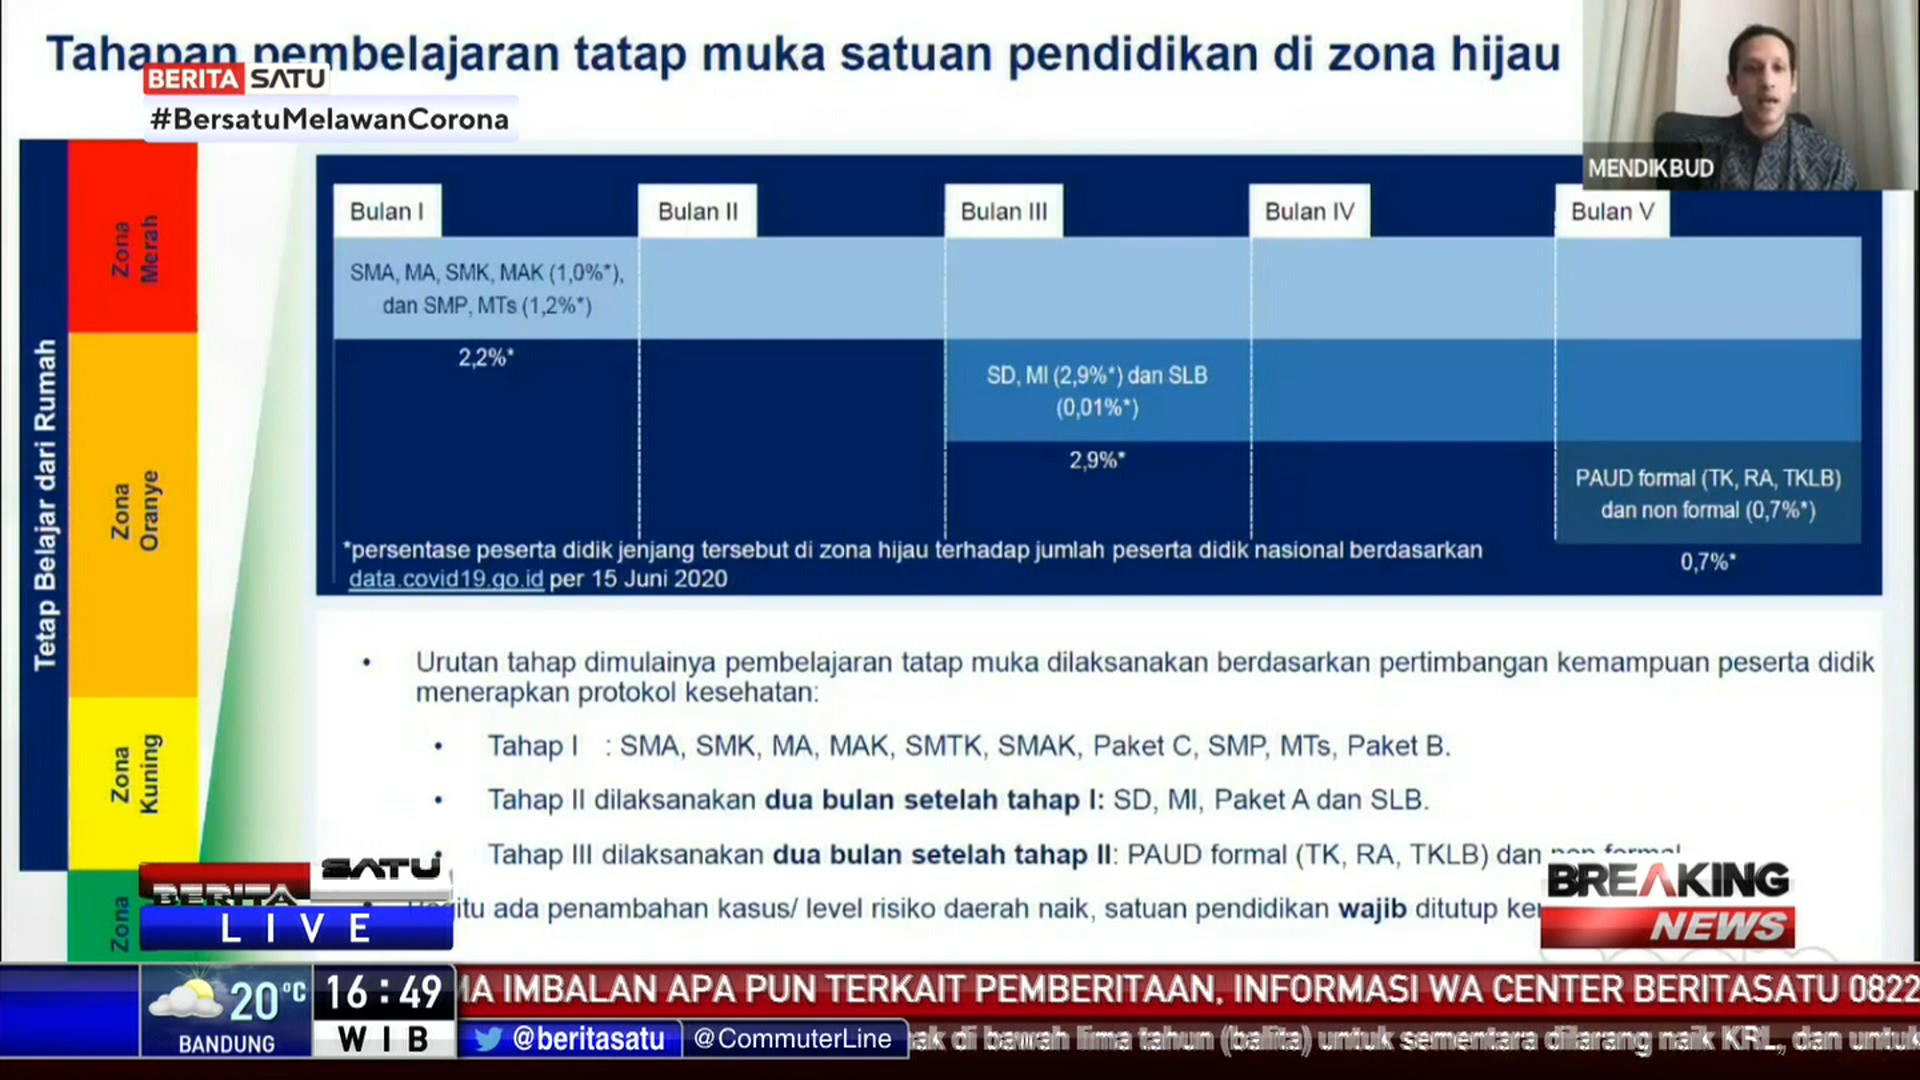 Tahapan pembelajaran tatap muka satuan pendidikan di zona hijau
BERITA SATU
#BersatuMelawanCorona
MENDIKBUD
Tetap Belajar dari Rumah
Zona
Merah
Zona
Oranye
Zona
Kuning
Zona
Bulan I
Bulan II
Bulan III
Bulan IV
Bulan V
SMA, MA, SMK, MAK (1,0%*),
dan SMP, MTs (1,2%*)
2,2%*
SD, MI (2,9%*) dan SLB
(0,01%*)
2,9%*
PAUD formal (TK, RA, TKLB)
dan non formal (0,7%*)
0,7%*
*persentase peserta didik jenjang tersebut di zona hijau terhadap jumlah peserta didik nasional berdasarkan
data.covid19.go.id per 15 Juni 2020
• Urutan tahap dimulainya pembelajaran tatap muka dilaksanakan berdasarkan pertimbangan kemampuan peserta didik
menerapkan protokol kesehatan:
• Tahap I : SMA, SMK, MA, MAK, SMTK, SMAK, Paket C, SMP, MTs, Paket B.
• Tahap II dilaksanakan dua bulan setelah tahap I: SD, MI, Paket A dan SLB.
• Tahap III dilaksanakan dua bulan setelah tahap II: PAUD formal (TK, RA, TKLB) dan non formal
itu ada penambahan kasus/ level risiko daerah naik, satuan pendidikan wajib ditutup
BERITA SATU
LIVE
BREAKING
NEWS
20°C
BANDUNG
16:49
WIB
IMBALAN APA PUN TERKAIT PEMBERITAAN. INFORMASI WA CENTER BERITASATU 0822
@beritasatu
@CommuterLine
di bawah lima tahun (balita) untuk sementara dilarang naik KRL, dan untuk